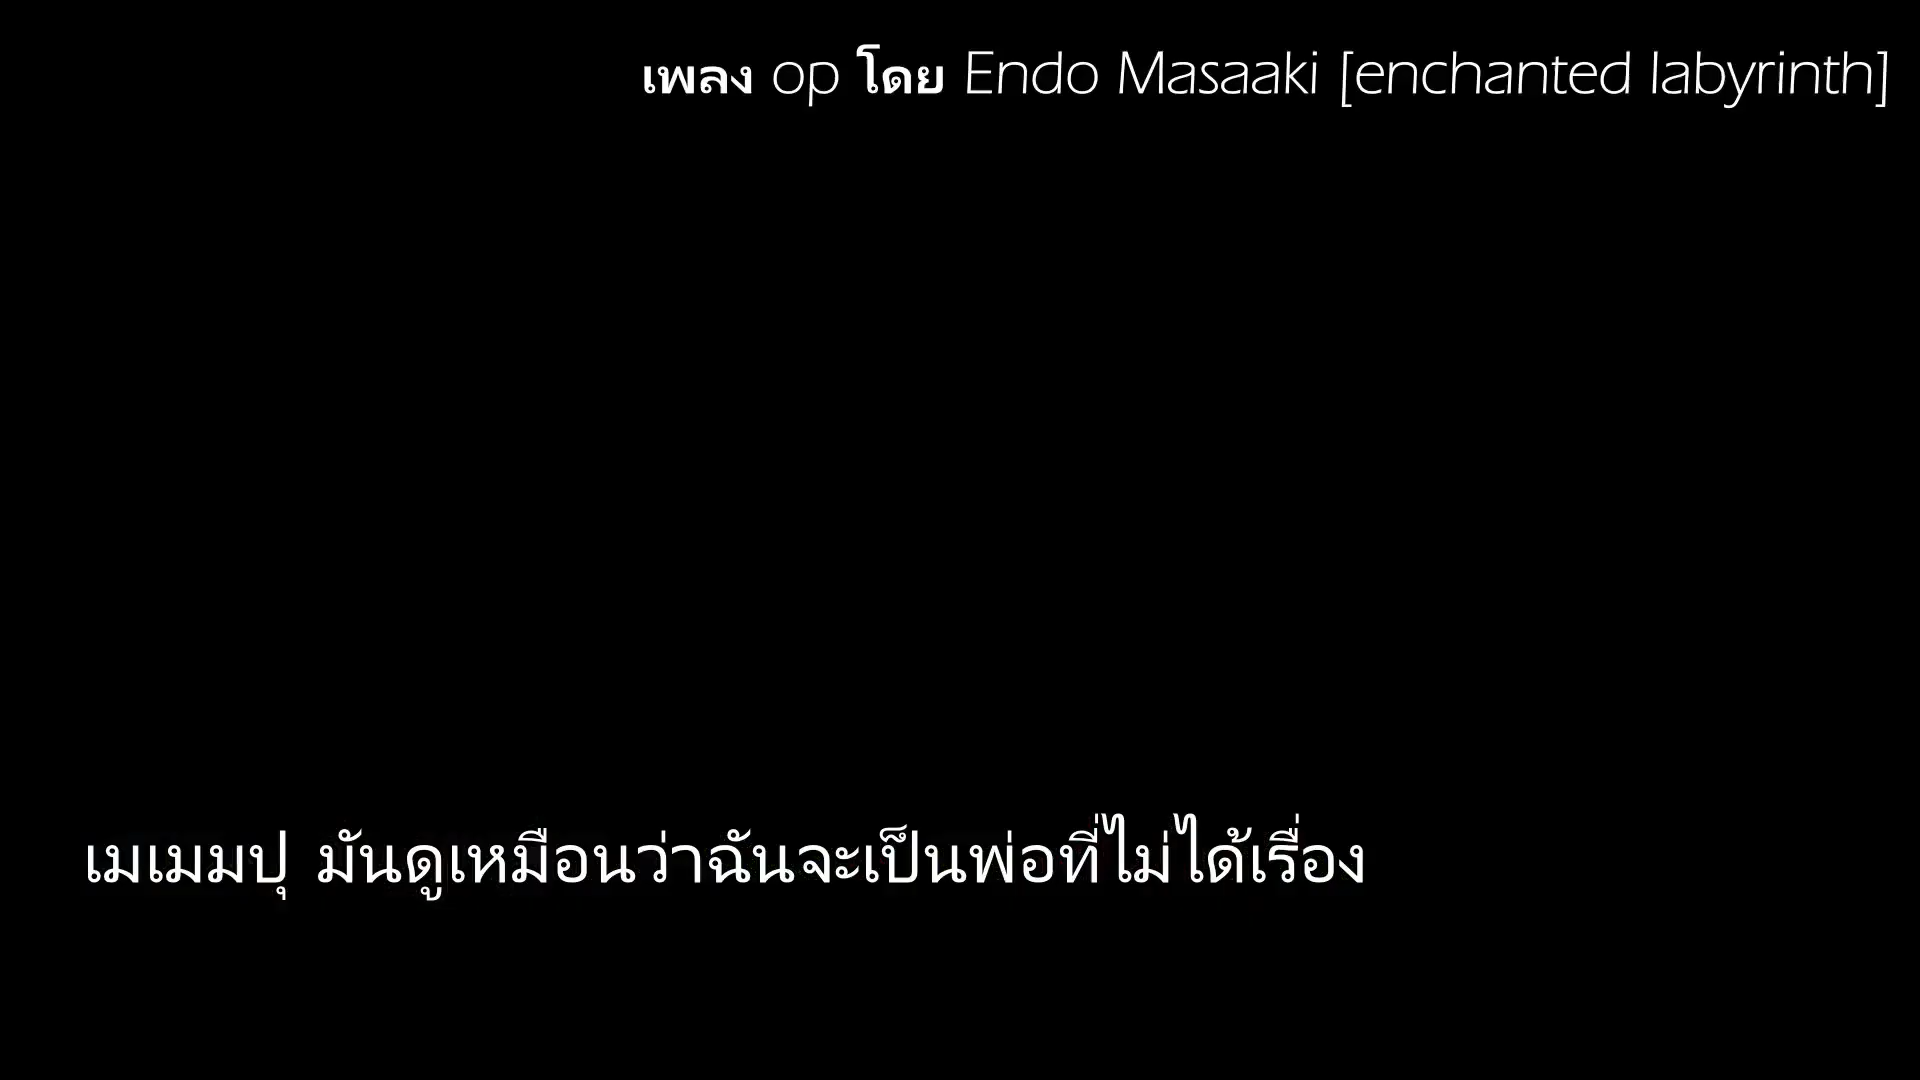 เพลง op โดย Endo Masaaki [enchanted labyrinth]
เมเมมปุ มันดูเหมือนว่าฉันจะเป็นพ่อที่ไม่ได้เรื่อง